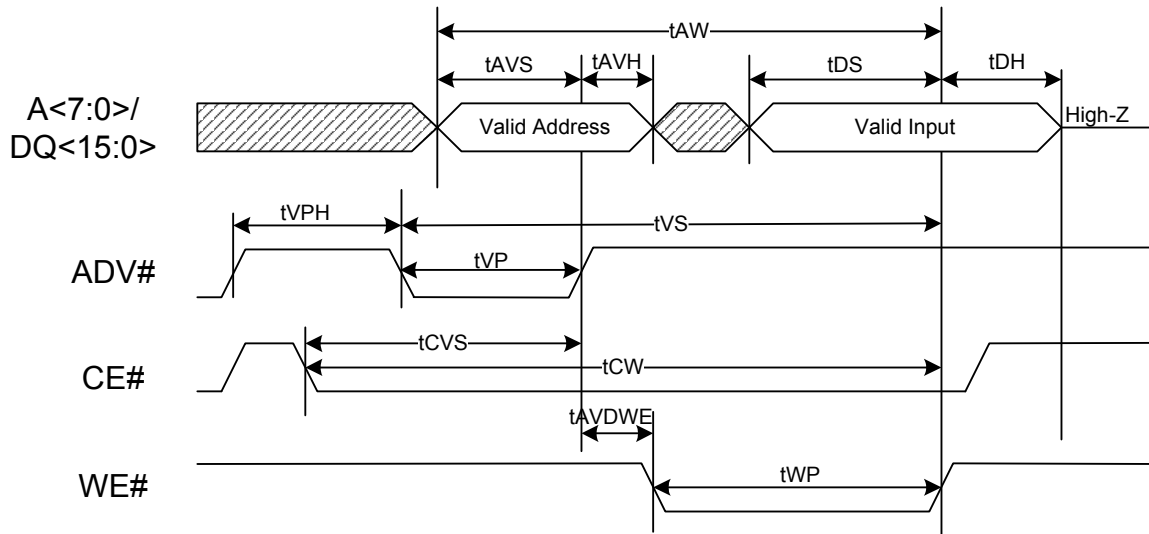 tAW
tAVS tAVH tDS tDH
A<7:0>/
DQ<15:0>
Valid Address
Valid Input
High-Z
tVPH
tVS
ADV#
tVP
tCVS
CE#
tCW
tAVDWE
WE#
tWP